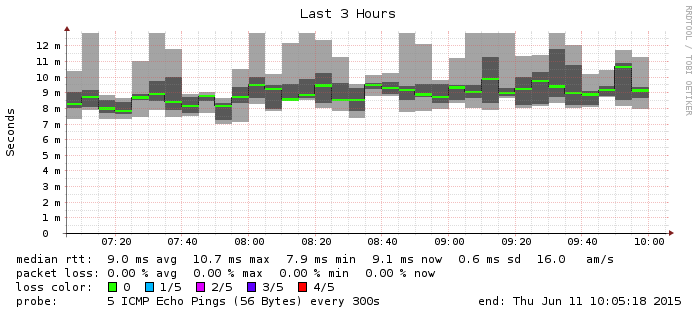 Last 3 Hours
RRDTOOL / TOBI OETIKER
Seconds
12 m
11 m
10 m
9 m
8 m
7 m
6 m
5 m
4 m
3 m
2 m
1 m
0
07:20 07:40 08:00 08:20 08:40 09:00 09:20 09:40 10:00
median rtt: 9.0 ms avg 10.7 ms max 7.9 ms min 9.1 ms now 0.6 ms sd 16.0 am/s
packet loss: 0.00 % avg 0.00 % max 0.00 % min 0.00 % now
loss color: 0 1/5 2/5 3/5 4/5
probe: 5 ICMP Echo Pings (56 Bytes) every 300s end: Thu Jun 11 10:05:18 2015